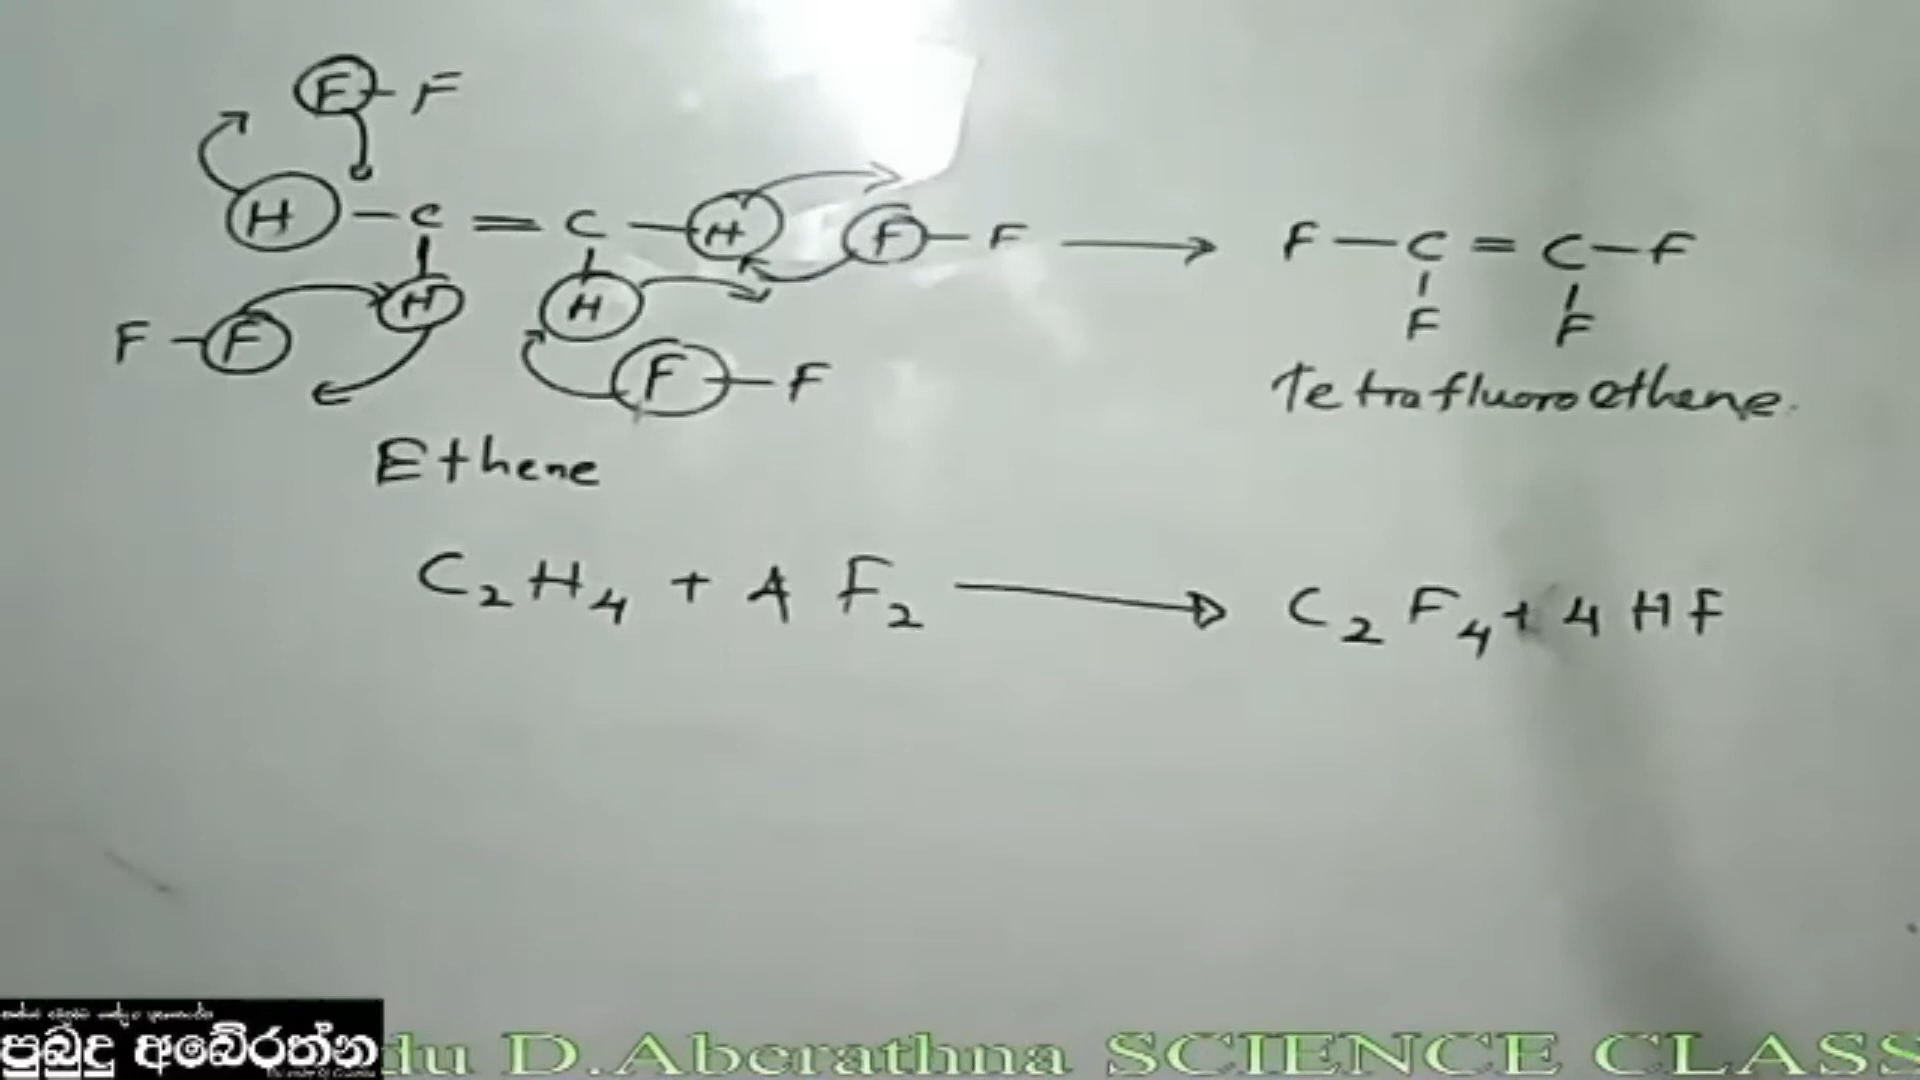 F - F
H - C = C - H F - F → F - C = C - F
H H F F
F - F F - F
Tetrafluoroethene.
Ethene
C₂H₄ + 4 F₂ → C₂F₄ + 4 HF
පුබුදු අබේරත්න du D.Aberathna SCIENCE CLASS